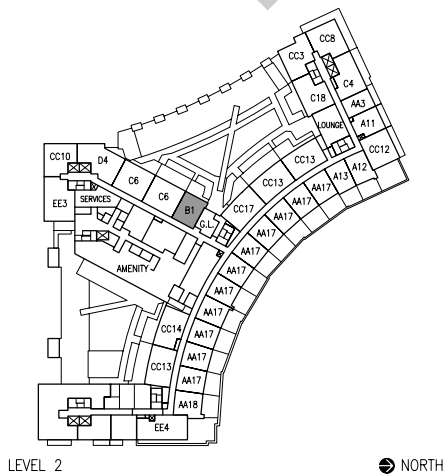 CC8
CC3
C4
C18
AA3
LOUNGE
A11
CC12
CC10
D4
CC13
A12
C6
CC13
A13
EE3
SERVICES
C6
AA17
B1
CC17
AA17
G.L.
AA17
AA17
AMENITY
AA17
AA17
AA17
CC14
AA17
AA17
CC13
AA17
AA18
EE4
LEVEL 2
NORTH